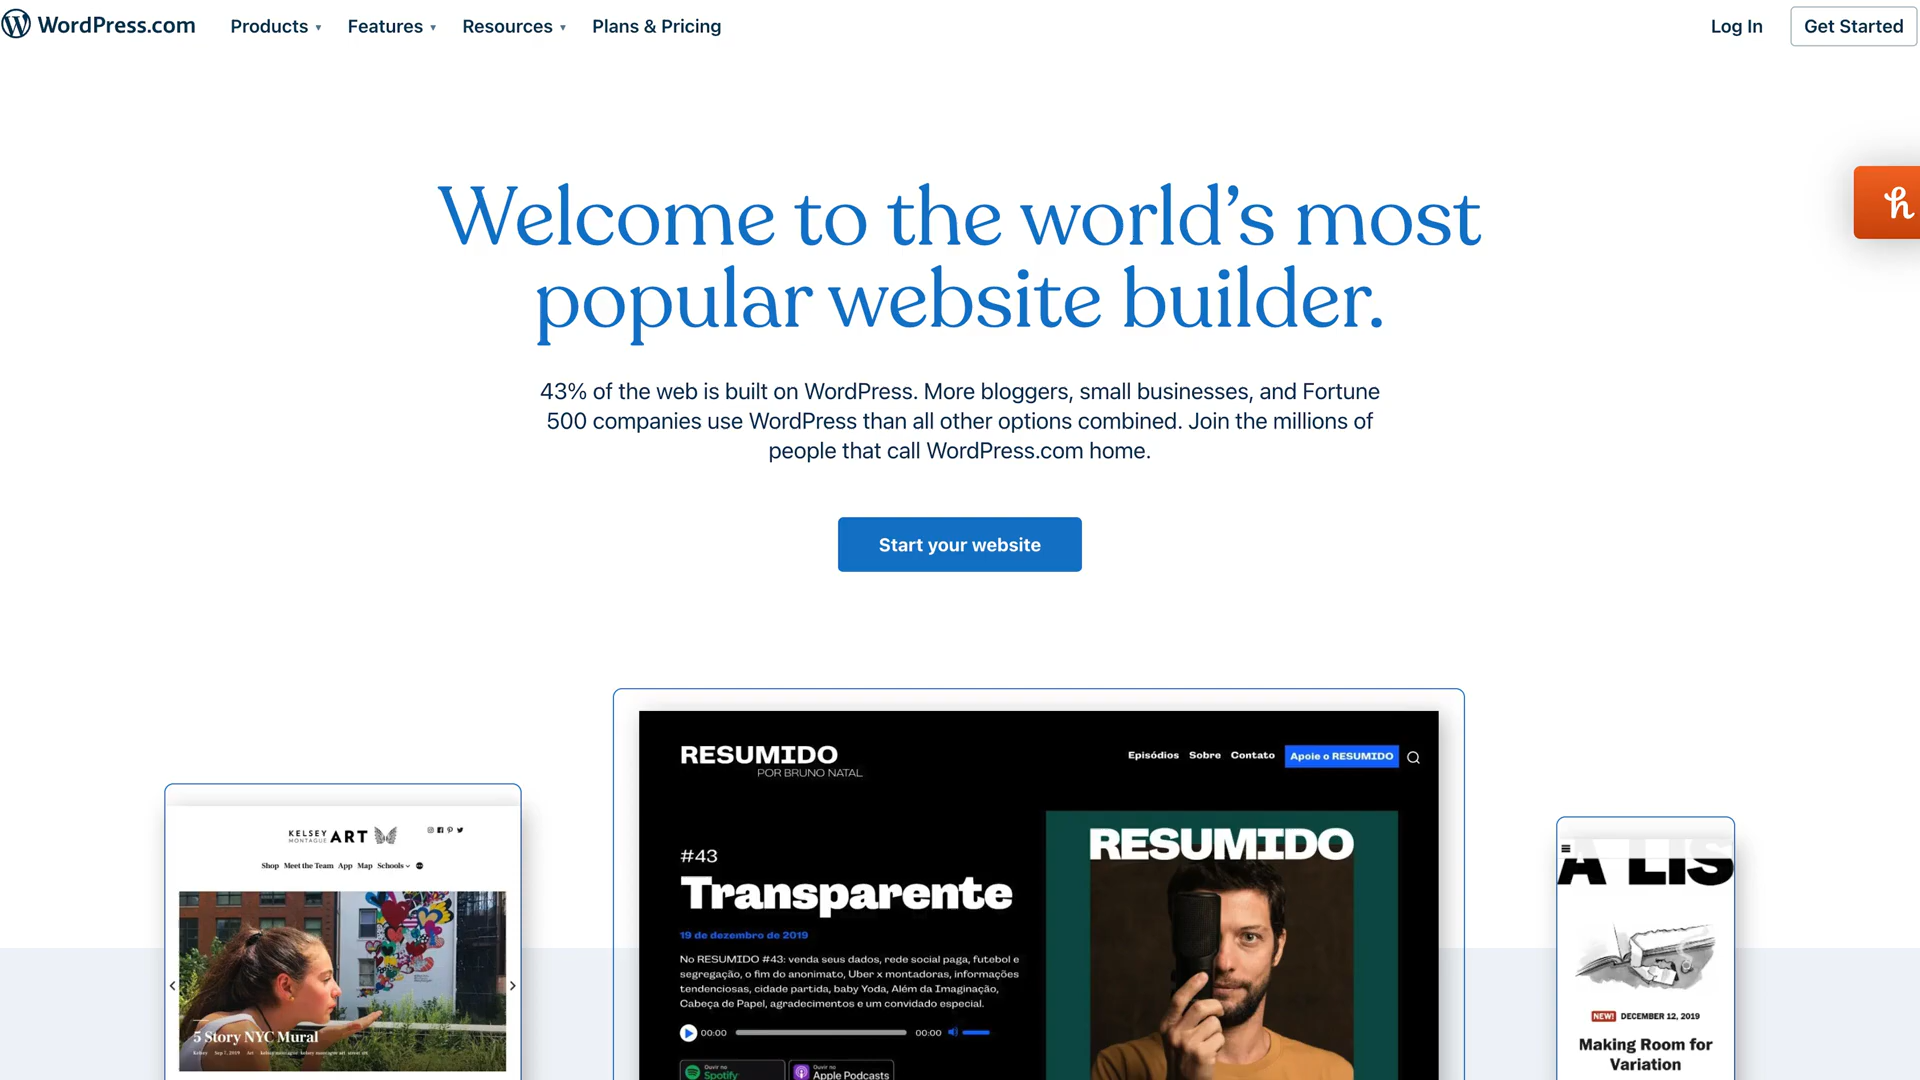 WordPress.com
Products
Features
Resources
Plans & Pricing
Log In
Get Started
Welcome to the world's most
popular website builder.
43% of the web is built on WordPress. More bloggers, small businesses, and Fortune
500 companies use WordPress than all other options combined. Join the millions of
people that call WordPress.com home.
Start your website
KELSEY
MONTAGUE
ART
Shop Meet the Team App Map Schools
5 Story NYC Mural
Kelsey Sep 7, 2019 Art
RESUMIDO
POR BRUNO NATAL
Episódios Sobre Contato Apoie o RESUMIDO
#43
Transparente
19 de dezembro de 2019
No RESUMIDO #43: venda seus dados, rede social paga, futebol e
segregação, o fim do anonimato, Uber x montadoras, informações
tendenciosas, cidade partida, baby Yoda, Além da Imaginação,
Cabeça de Papel, agradecimentos e um convidado especial.
00:00 00:00
Ouvir no
Spotify
Ouvir no
Apple Podcasts
RESUMIDO
A LIS
NEW! DECEMBER 12, 2019
Making Room for
Variation